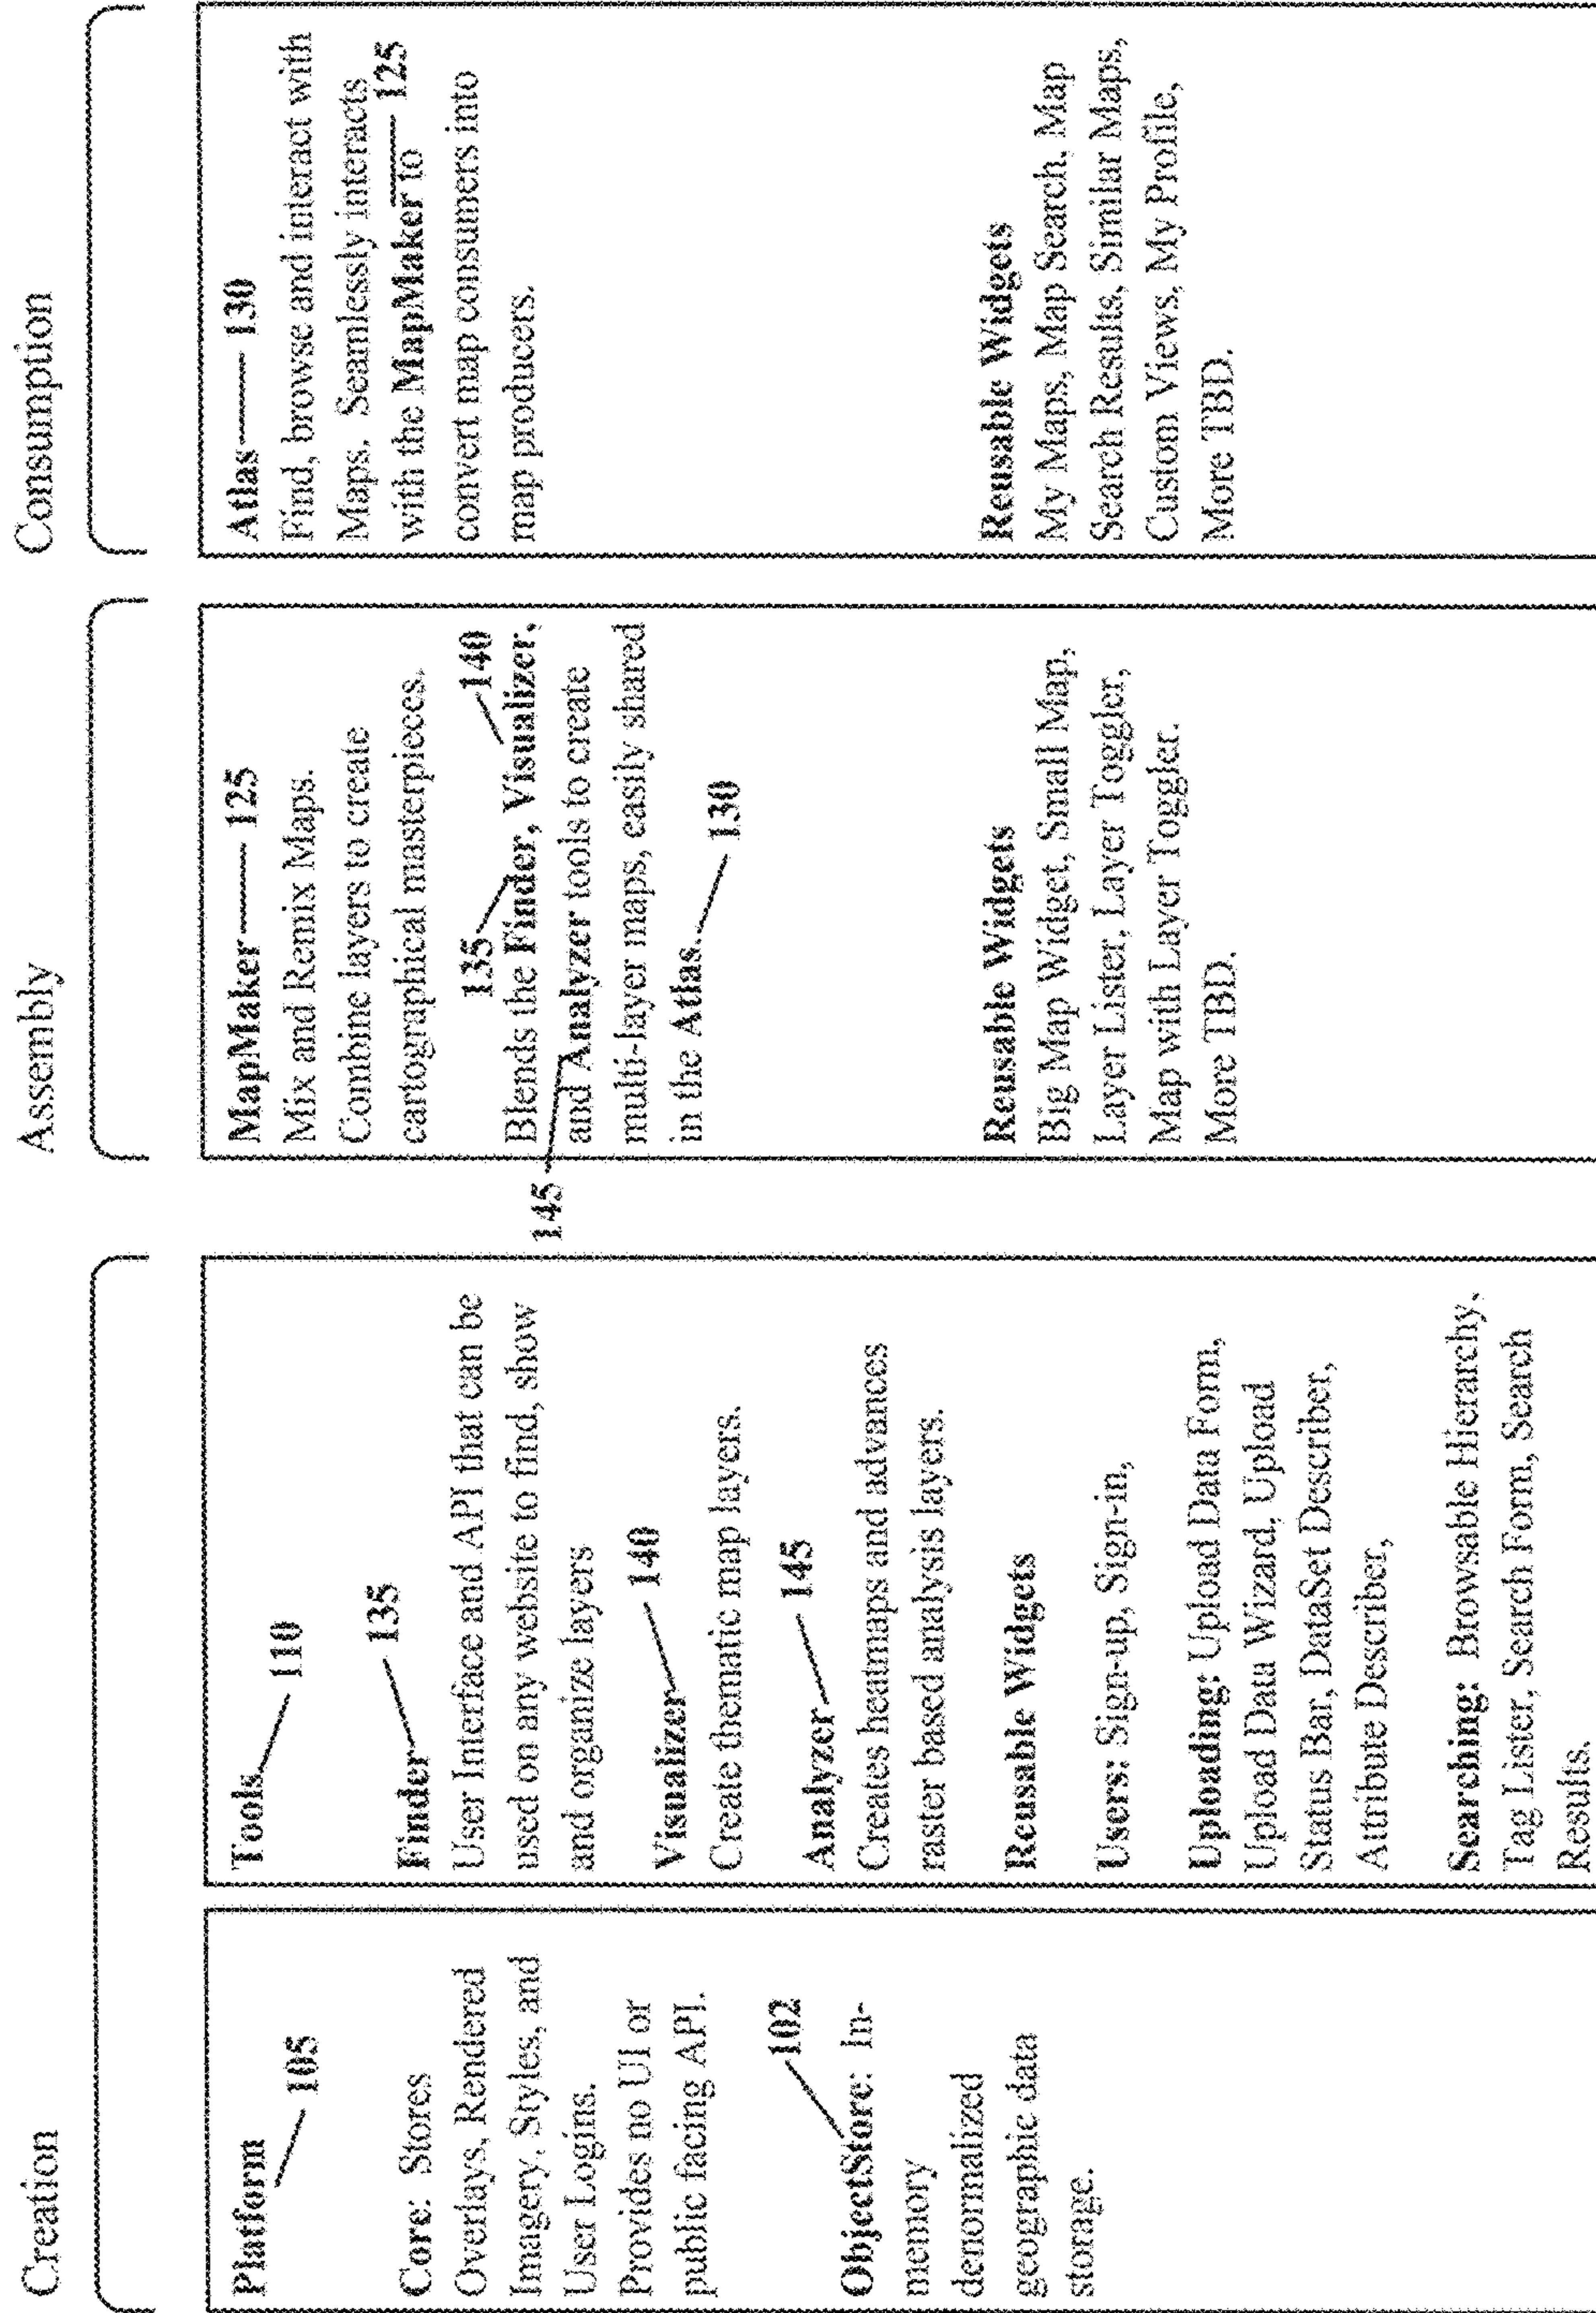 Creation
Platform
105
Core: Stores
Overlays, Rendered
Imagery, Styles, and
User Logins.
Provides no UI or
public facing API.
102
ObjectStore: In-
memory
denormalized
geographic data
storage.
Tools
110
135
Finder
User Interface and API that can be
used on any website to find, show
and organize layers
140
Visualizer
Create thematic map layers.
145
Analyzer
Creates heatmaps and advances
raster based analysis layers.
Reusable Widgets
Users: Sign-up, Sign-in,
Uploading: Upload Data Form,
Upload Data Wizard, Upload
Status Bar, DataSet Describer,
Attribute Describer,
Searching: Browsable Hierarchy,
Tag Lister, Search Form, Search
Results.
Assembly
MapMaker 125
Mix and Remix Maps.
Combine layers to create
cartographical masterpieces.
135 140
Blends the Finder, Visualizer,
and Analyzer tools to create
145
multi-layer maps, easily shared
in the Atlas. 130
Reusable Widgets
Big Map Widget, Small Map,
Layer Lister, Layer Toggler,
Map with Layer Toggler.
More TBD.
Consumption
Atlas 130
Find, browse and interact with
Maps. Seamlessly interacts
with the MapMaker to 125
convert map consumers into
map producers.
Reusable Widgets
My Maps, Map Search, Map
Search Results, Similar Maps,
Custom Views, My Profile,
More TBD.